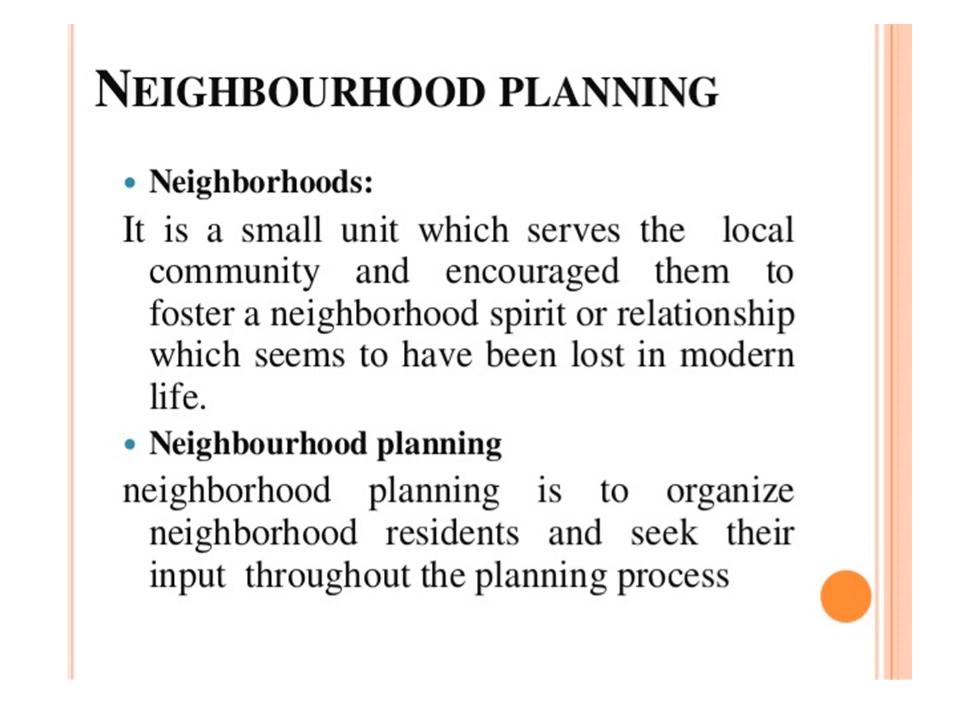 NEIGHBOURHOOD PLANNING
• Neighborhoods:
It is a small unit which serves the local
community and encouraged them to
foster a neighborhood spirit or relationship
which seems to have been lost in modern
life.
• Neighbourhood planning
neighborhood planning is to organize
neighborhood residents and seek their
input throughout the planning process